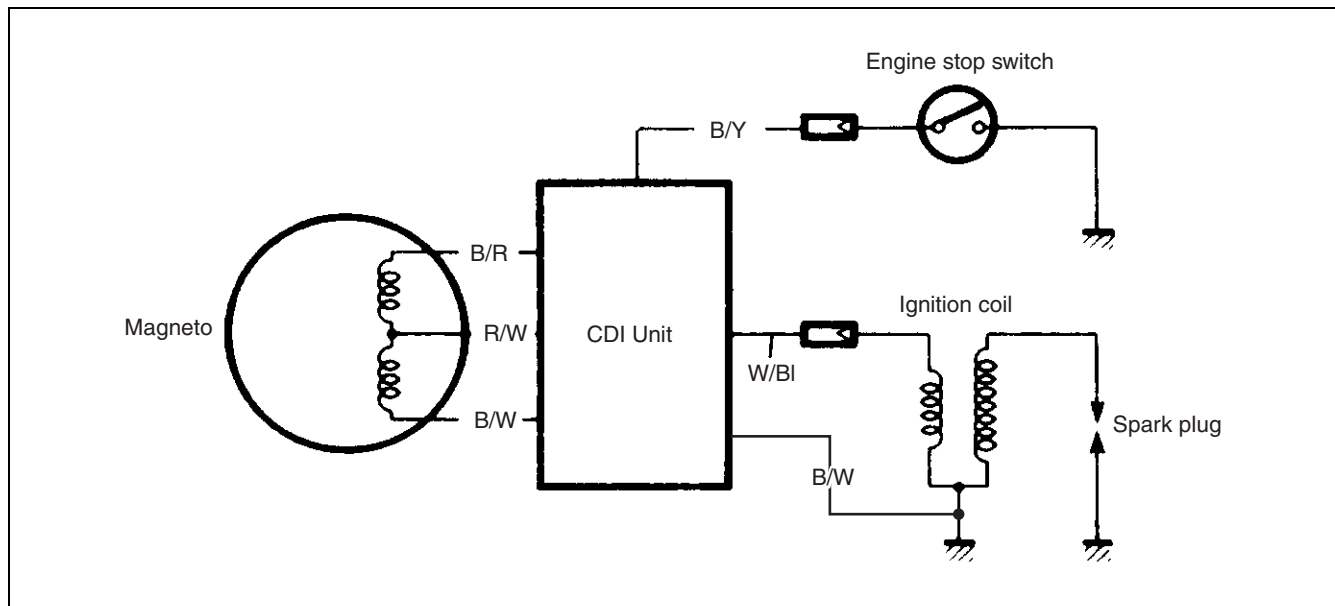 Engine stop switch
B/Y
B/R
Ignition coil
Magneto
R/W
CDI Unit
W/Bl
B/W
Spark plug
B/W